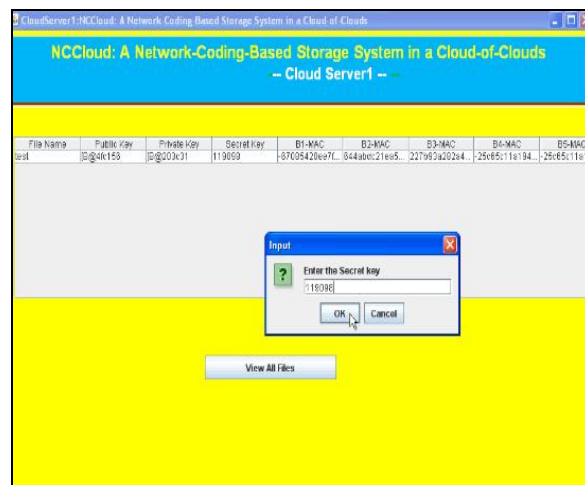 CloudServer1:NCCloud: A Network Coding Based Storage System in a Cloud-of-Clouds
NCCloud: A Network-Coding-Based Storage System in a Cloud-of-Clouds
-- Cloud Server1 --
File Name Public Key Private Key Secret Key B1-MAC B2-MAC B3-MAC B4-MAC B5-MAC
test
Input
Enter the Secret key
119098
OK Cancel
View All Files